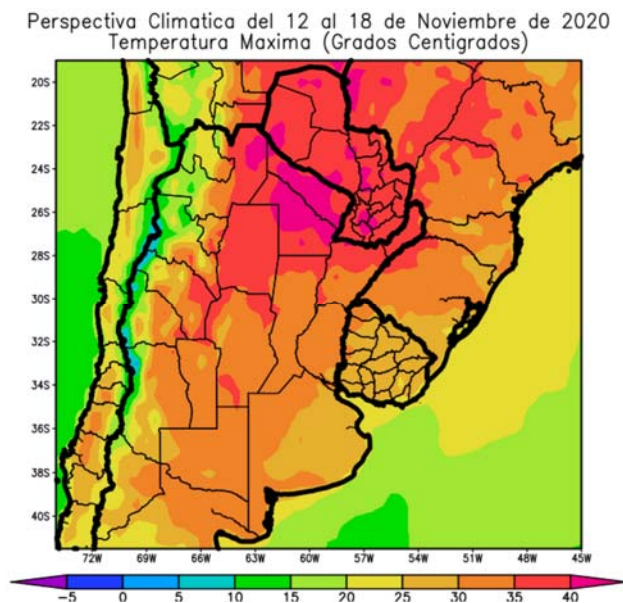 Perspectiva Climatica del 12 al 18 de Noviembre de 2020
Temperatura Maxima (Grados Centigrados)
20S
22S
24S
26S
28S
30S
32S
34S
36S
38S
40S
72W 69W 66W 63W 60W 57W 54W 51W 48W 45W
-5 0 5 10 15 20 25 30 35 40